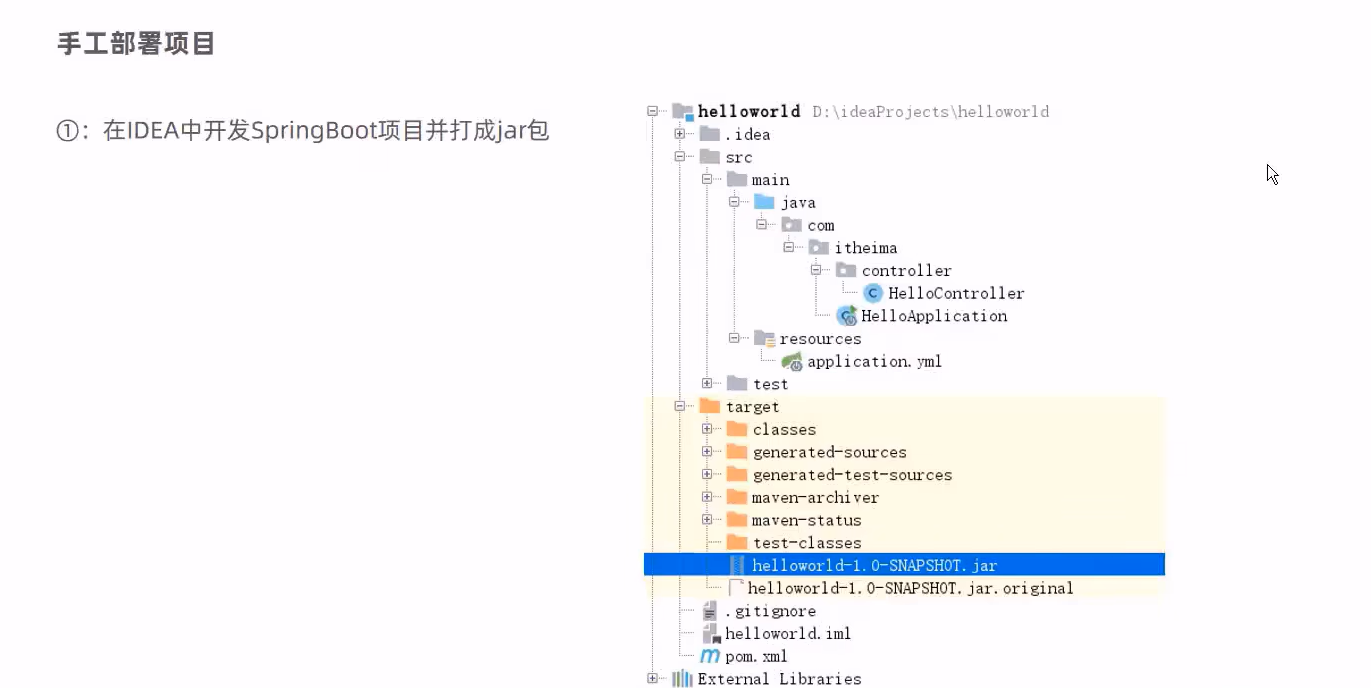 手工部署项目
①：在IDEA中开发SpringBoot项目并打成jar包
helloworld D:\ideaProjects\helloworld
.idea
src
main
java
com
itheima
controller
HelloController
HelloApplication
resources
application.yml
test
target
classes
generated-sources
generated-test-sources
maven-archiver
maven-status
test-classes
helloworld-1.0-SNAPSHOT.jar
helloworld-1.0-SNAPSHOT.jar.original
.gitignore
helloworld.iml
pom.xml
External Libraries